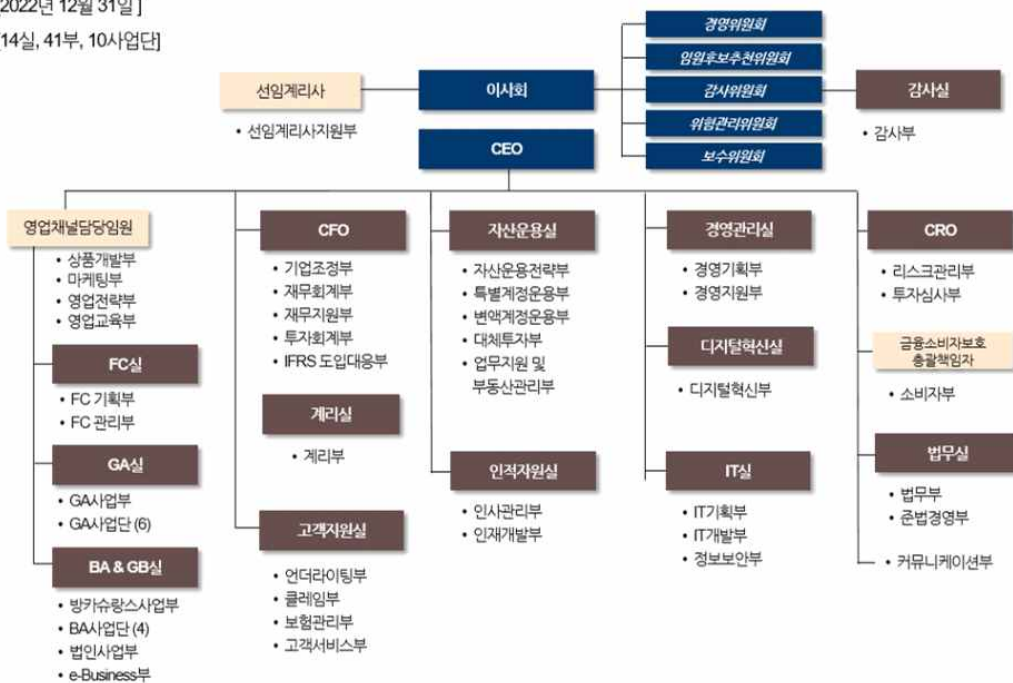 2022년 12월 31일 ]
[14실, 41부, 10사업단]
경영위원회
임원후보추천위원회
선임계리사
이사회
감사위원회
감사실
• 선임계리사지원부
위험관리위원회
• 감사부
CEO
보수위원회
영업채널담당임원
• 상품개발부
• 마케팅부
• 영업전략부
• 영업교육부
FC실
• FC 기획부
• FC 관리부
GA실
• GA사업부
• GA사업단 (6)
BA & GB실
• 방카슈랑스사업부
• BA사업단 (4)
• 법인사업부
• e-Business부
CFO
• 기업조정부
• 재무회계부
• 재무지원부
• 투자회계부
• IFRS 도입대응부
계리실
• 계리부
고객지원실
• 언더라이팅부
• 클레임부
• 보험관리부
• 고객서비스부
자산운용실
• 자산운용전략부
• 특별계정운용부
• 변액계정운용부
• 대체투자부
• 업무지원 및
부동산관리부
인적자원실
• 인사관리부
• 인재개발부
경영관리실
• 경영기획부
• 경영지원부
디지털혁신실
• 디지털혁신부
IT실
• IT기획부
• IT개발부
• 정보보안부
CRO
• 리스크관리부
• 투자심사부
금융소비자보호
총괄책임자
• 소비자부
법무실
• 법무부
• 준법경영부
• 커뮤니케이션부